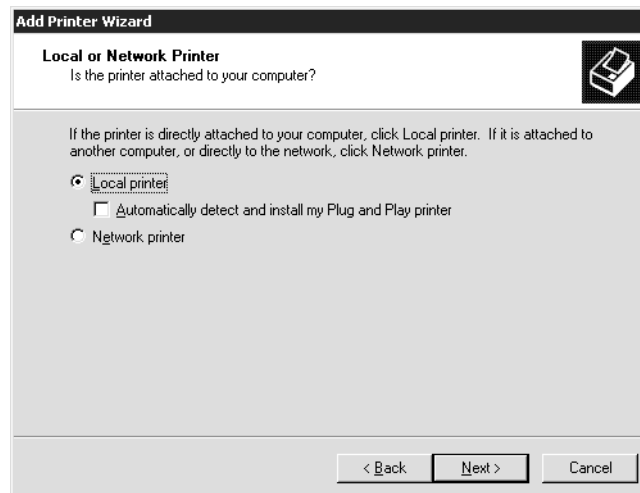 Add Printer Wizard
Local or Network Printer
Is the printer attached to your computer?
If the printer is directly attached to your computer, click Local printer. If it is attached to
another computer, or directly to the network, click Network printer.
Local printer
Automatically detect and install my Plug and Play printer
Network printer
< Back Next > Cancel